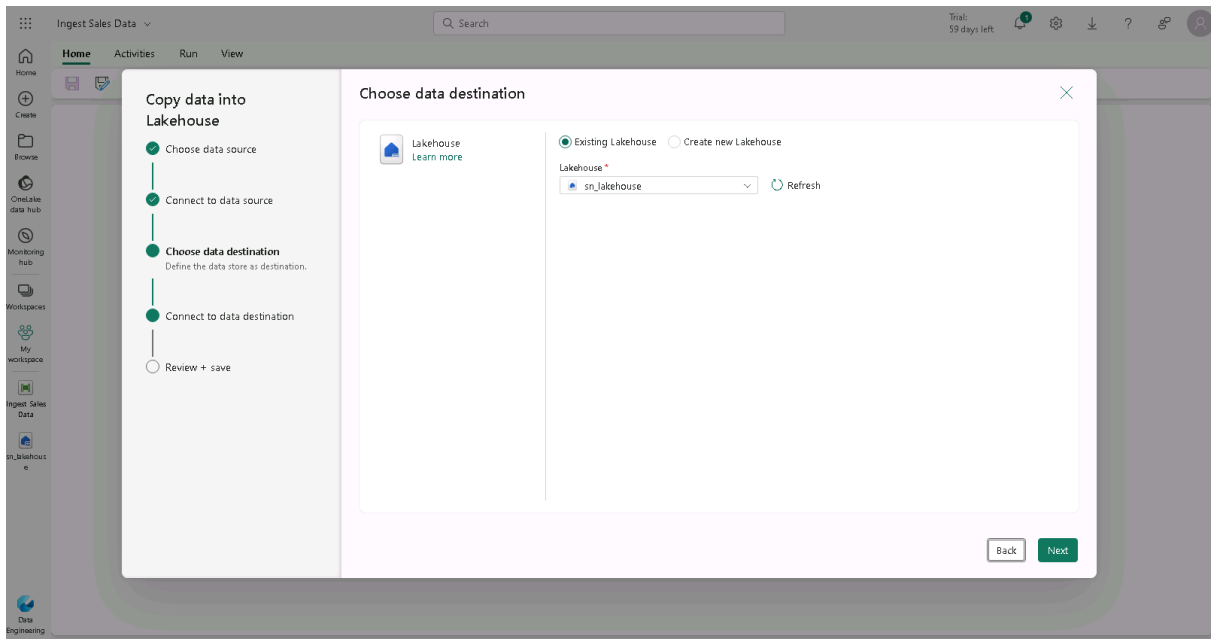 Ingest Sales Data
Search
Trial:
59 days left
1
?
Home
Activities
Run
View
Home
Create
Browse
OneLake
data hub
Monitoring
hub
Workspaces
My
workspace
Ingest Sales
Data
sn_lakehous
e
Data
Engineering
Copy data into
Lakehouse
Choose data source
Connect to data source
Choose data destination
Define the data store as destination.
Connect to data destination
Review + save
Choose data destination
Lakehouse
Learn more
Existing Lakehouse
Create new Lakehouse
Lakehouse *
sn_lakehouse
Refresh
Back
Next